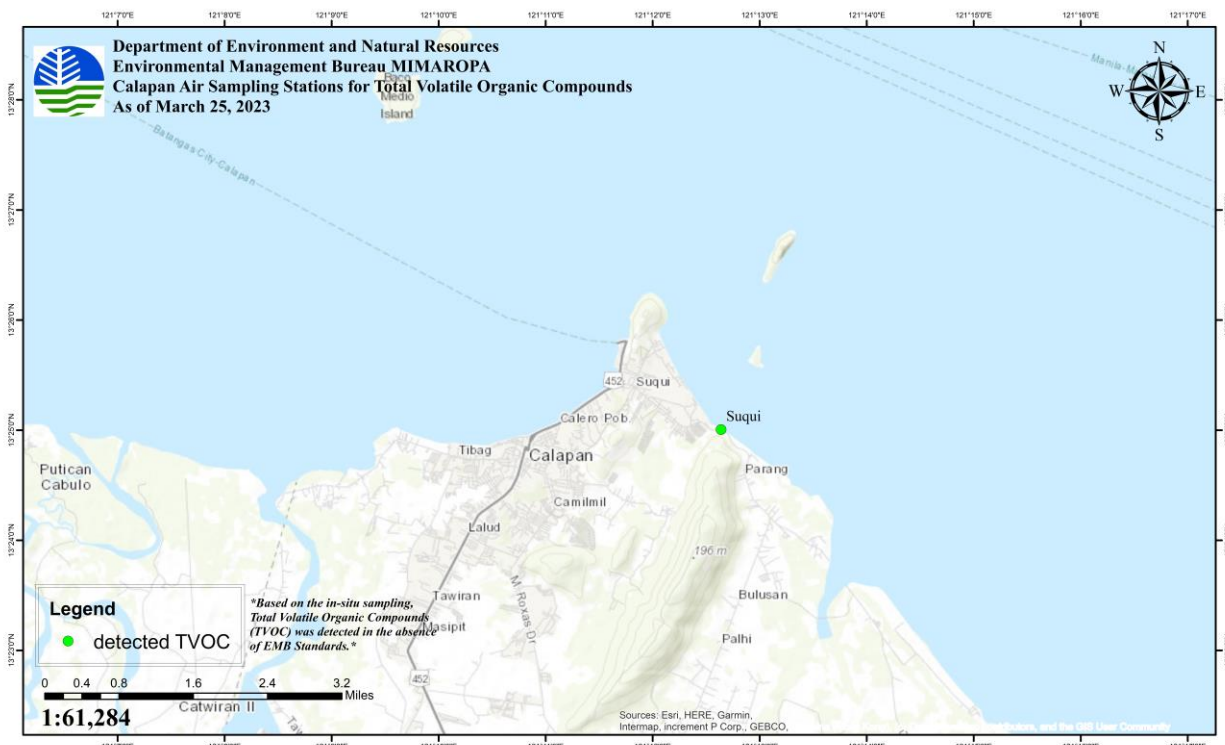 121°7'0"E 121°8'0"E 121°9'0"E 121°10'0"E 121°11'0"E 121°12'0"E 121°13'0"E 121°14'0"E 121°15'0"E 121°16'0"E 121°17'0"E
Department of Environment and Natural Resources
Environmental Management Bureau MIMAROPA
Calapan Air Sampling Stations for Total Volatile Organic Compounds
As of March 25, 2023
Baco
Medio
Island
N
W E
S
13°28'0"N
Batangas City-Calapan
13°27'0"N
13°26'0"N
452
Suqui
Calero Pob.
Suqui
13°25'0"N
Tibag
Calapan
Putican
Cabulo
Parang
Camilmil
Lalud
13°24'0"N
196 m
M. Roxas Dr
Tawiran
Masipit
Bulusan
Palhi
13°23'0"N
Legend
detected TVOC
*Based on the in-situ sampling,
Total Volatile Organic Compounds
(TVOC) was detected in the absence
of EMB Standards.*
452
0 0.4 0.8 1.6 2.4 3.2
Miles
Catwiran II
1:61,284
Sources: Esri, HERE, Garmin,
Intermap, increment P Corp., GEBCO,
and the GIS User Community